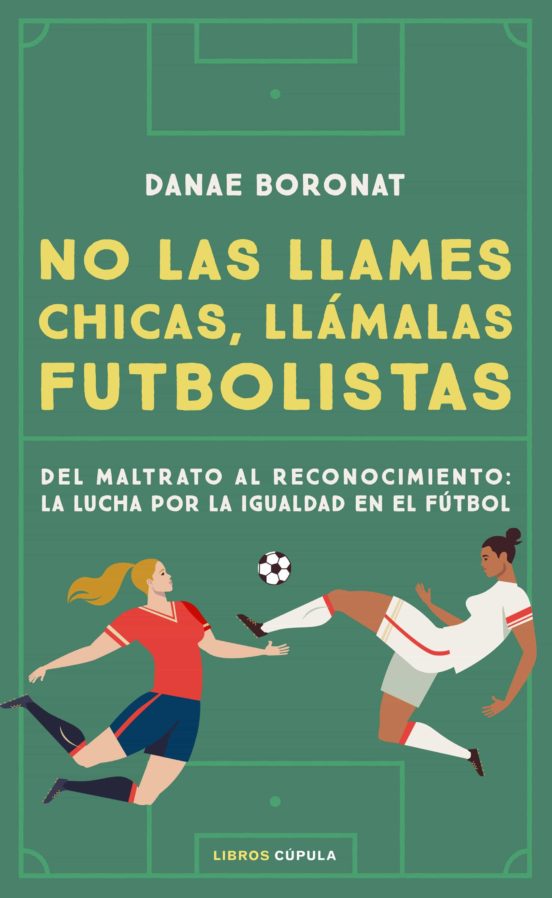 DANAE BORONAT
NO LAS LLAMES
CHICAS, LLÁMALAS
FUTBOLISTAS
DEL MALTRATO AL RECONOCIMIENTO:
LA LUCHA POR LA IGUALDAD EN EL FÚTBOL
LIBROS CÚPULA